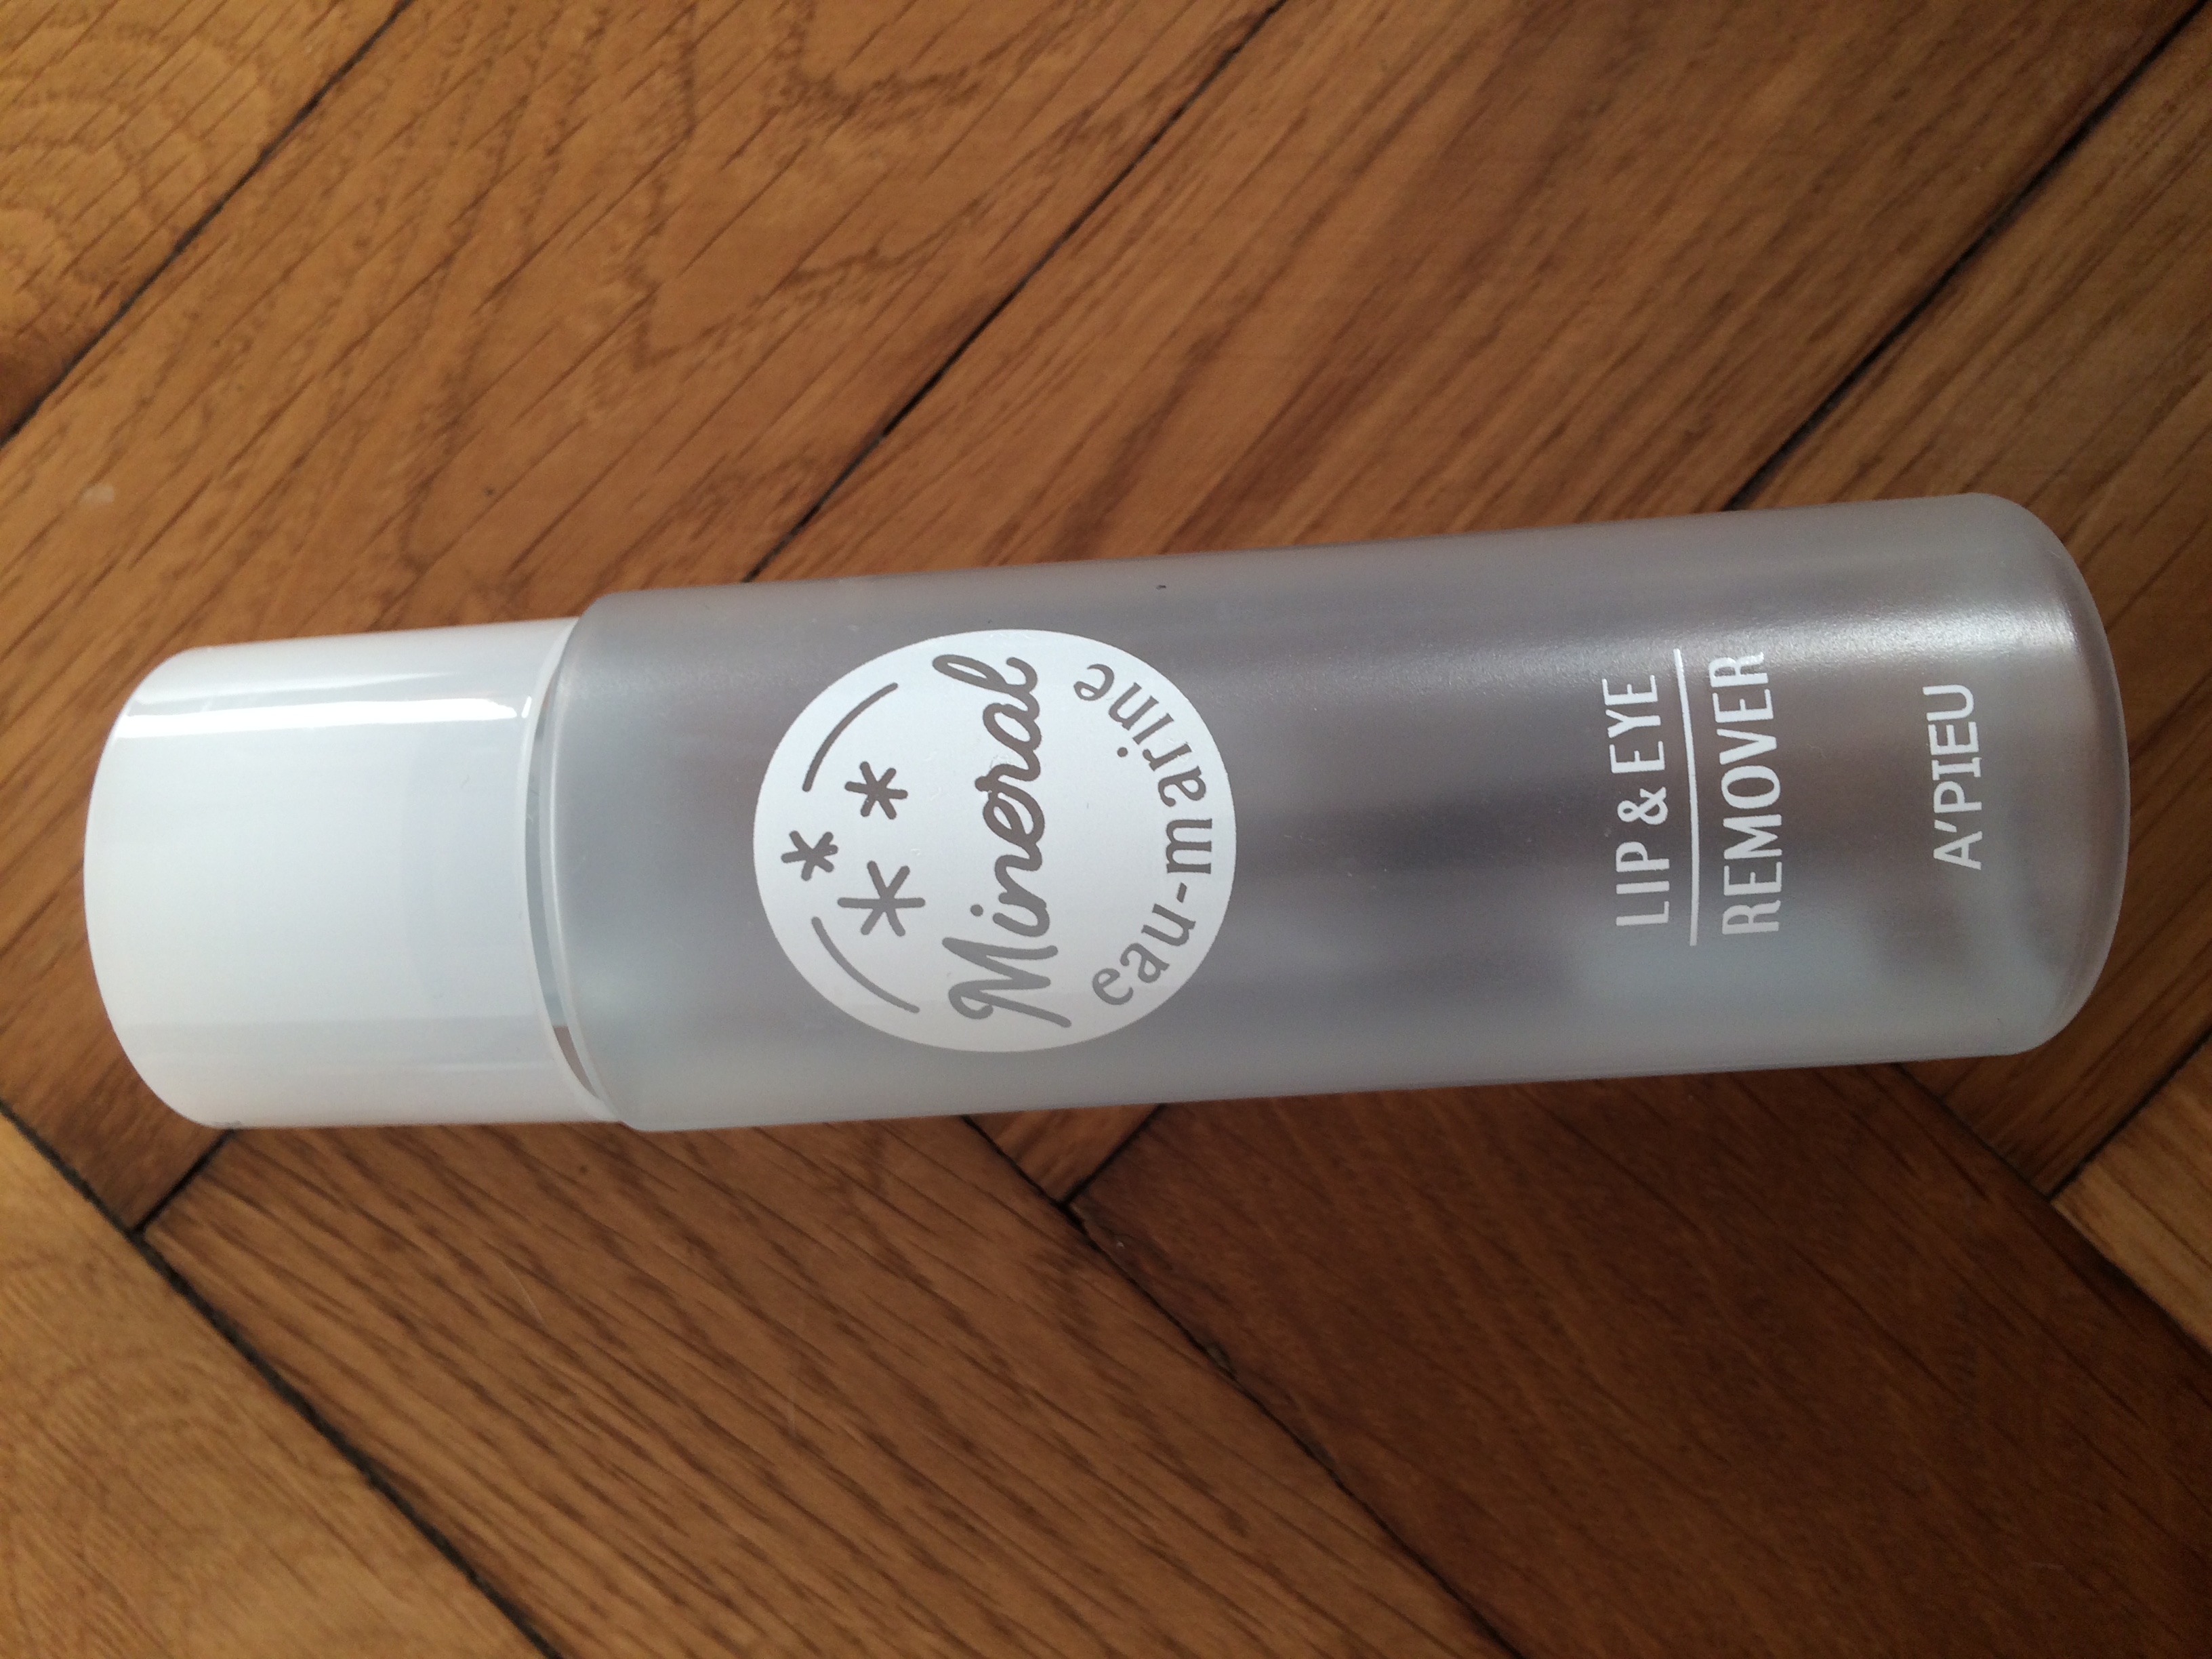 Mineral
eau-marine
LIP & EYE
REMOVER
A'PIEU